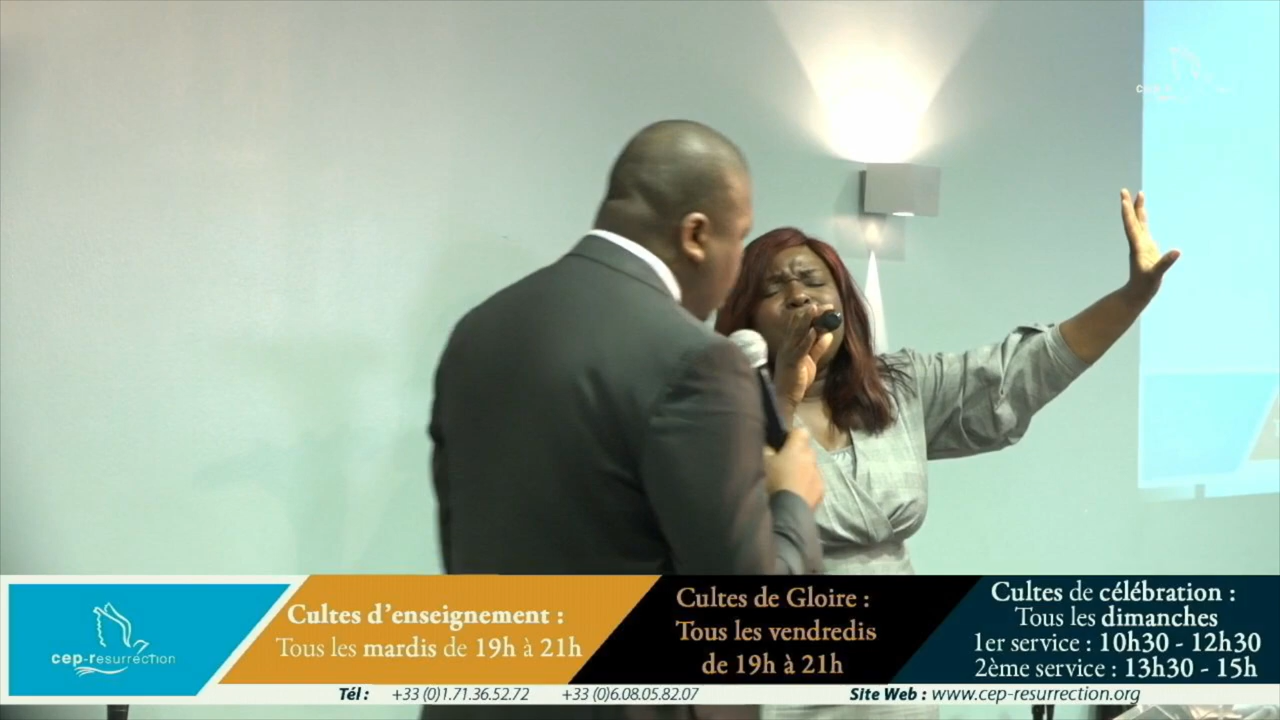 cep-resurrection
Cultes d'enseignement :
Tous les mardis de 19h à 21h
Cultes de Gloire :
Tous les vendredis
de 19h à 21h
Cultes de célébration :
Tous les dimanches
1er service : 10h30 - 12h30
2ème service : 13h30 - 15h
Tél : +33 (0)1.71.36.52.72 +33 (0)6.08.05.82.07 Site Web : www.cep-resurrection.org